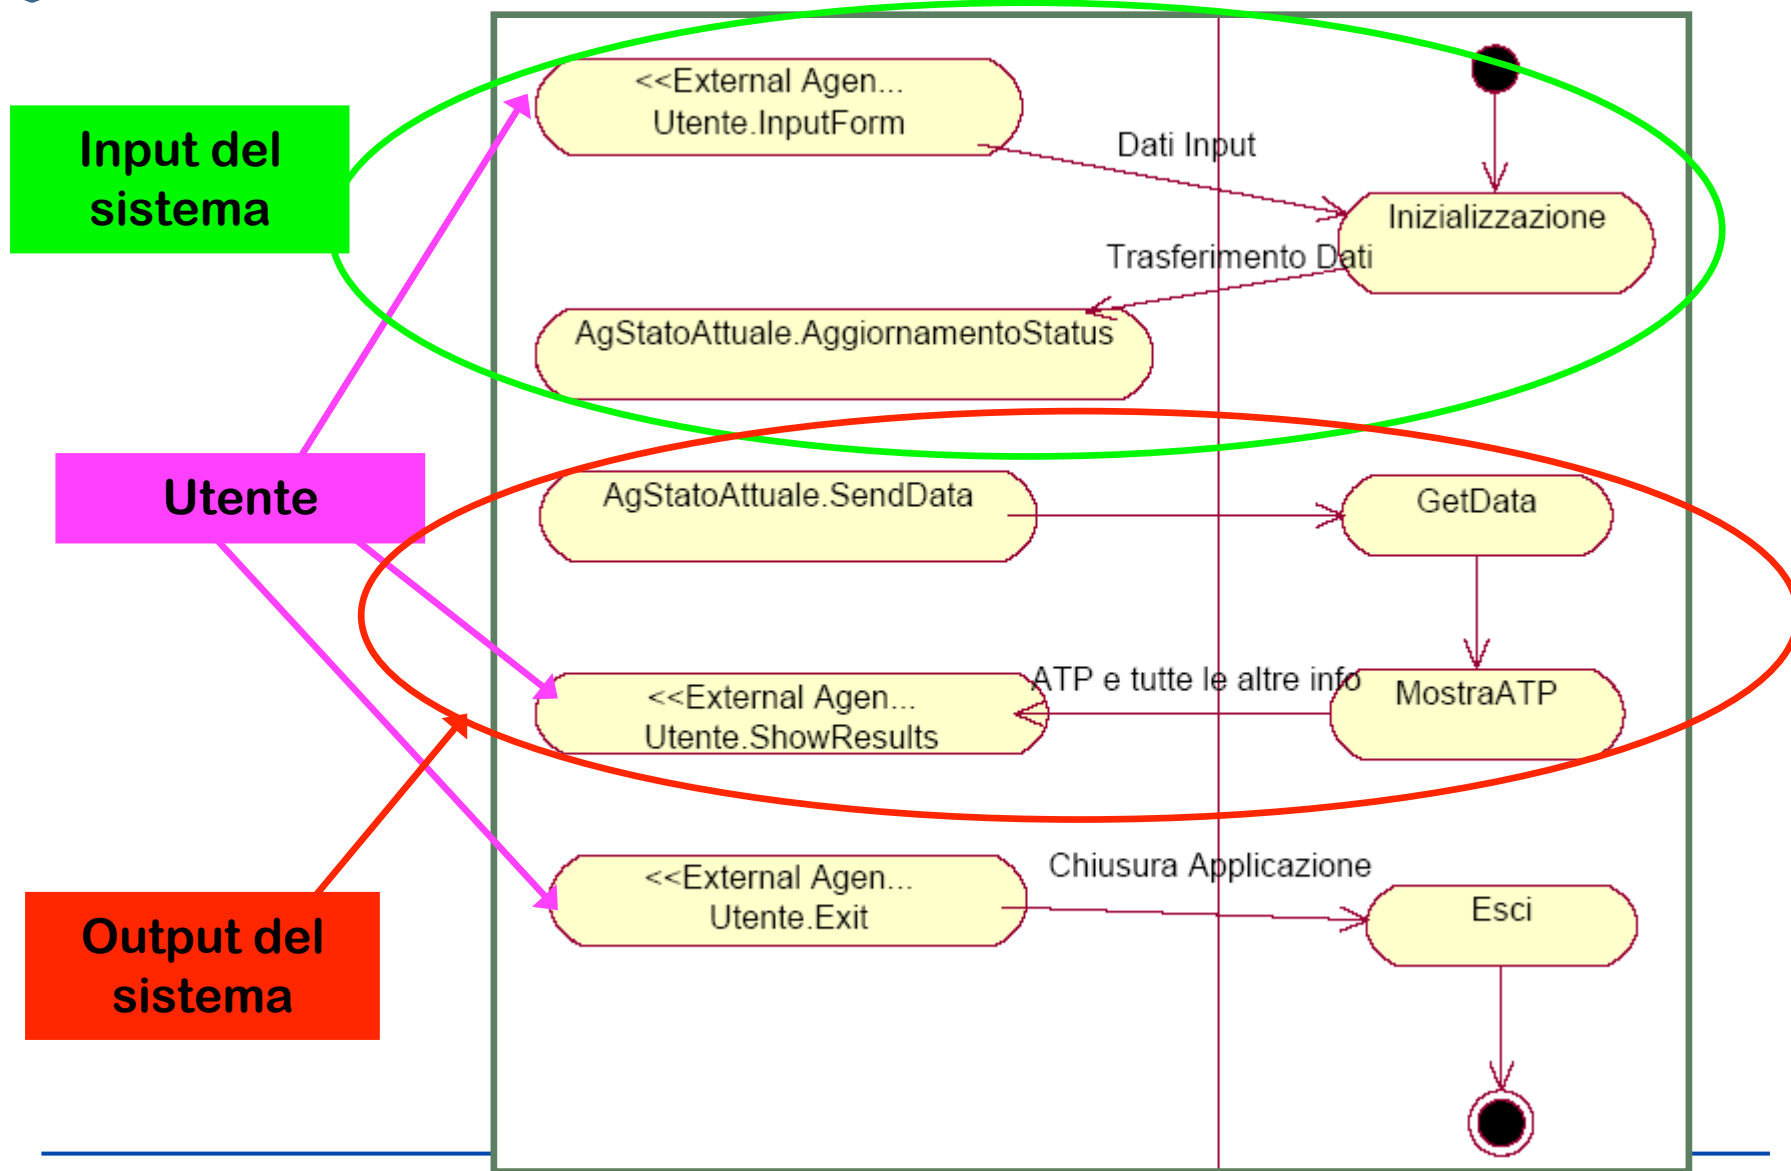 <<External Agen...
Utente.InputForm
Dati Input
Input del
sistema
Inizializzazione
Trasferimento Dati
AgStatoAttuale.AggiornamentoStatus
Utente
AgStatoAttuale.SendData
GetData
ATP e tutte le altre info
<<External Agen...
Utente.ShowResults
MostraATP
Chiusura Applicazione
<<External Agen...
Utente.Exit
Esci
Output del
sistema